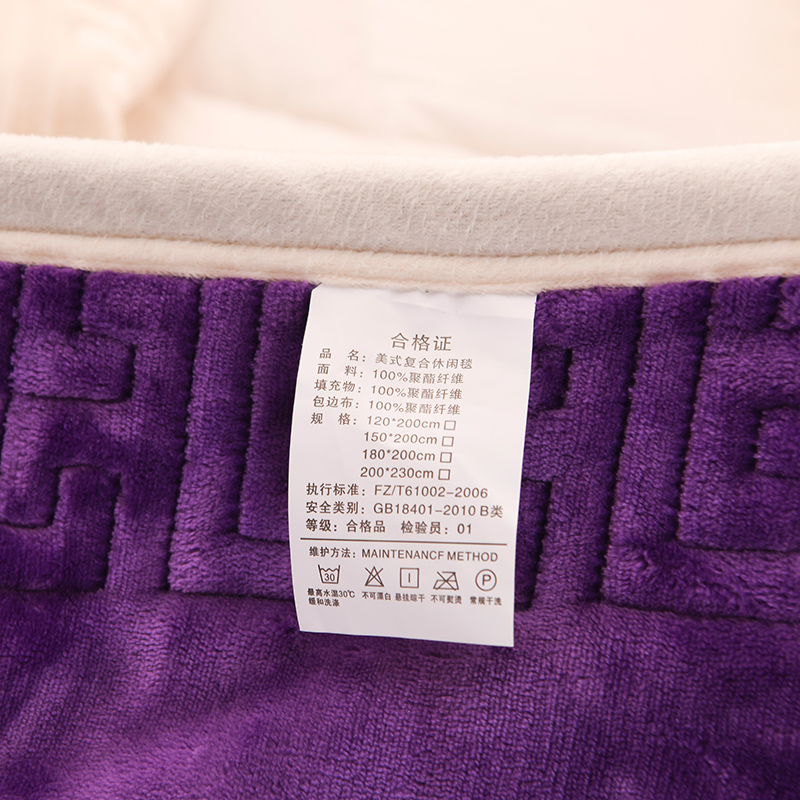 合格证
品 名：美式复合休闲毯
面 料：100%聚酯纤维
填充物：100%聚酯纤维
包边布：100%聚酯纤维
规 格：120*200cm□
150*200cm□
180*200cm□
200*230cm□
执行标准：FZ/T61002-2006
安全类别：GB18401-2010 B类
等级：合格品 检验员：01
维护方法：MAINTENANCF METHOD
30 P
最高水温30℃ 不可漂白 悬挂晾干 不可熨烫 常规干洗
缓和洗涤